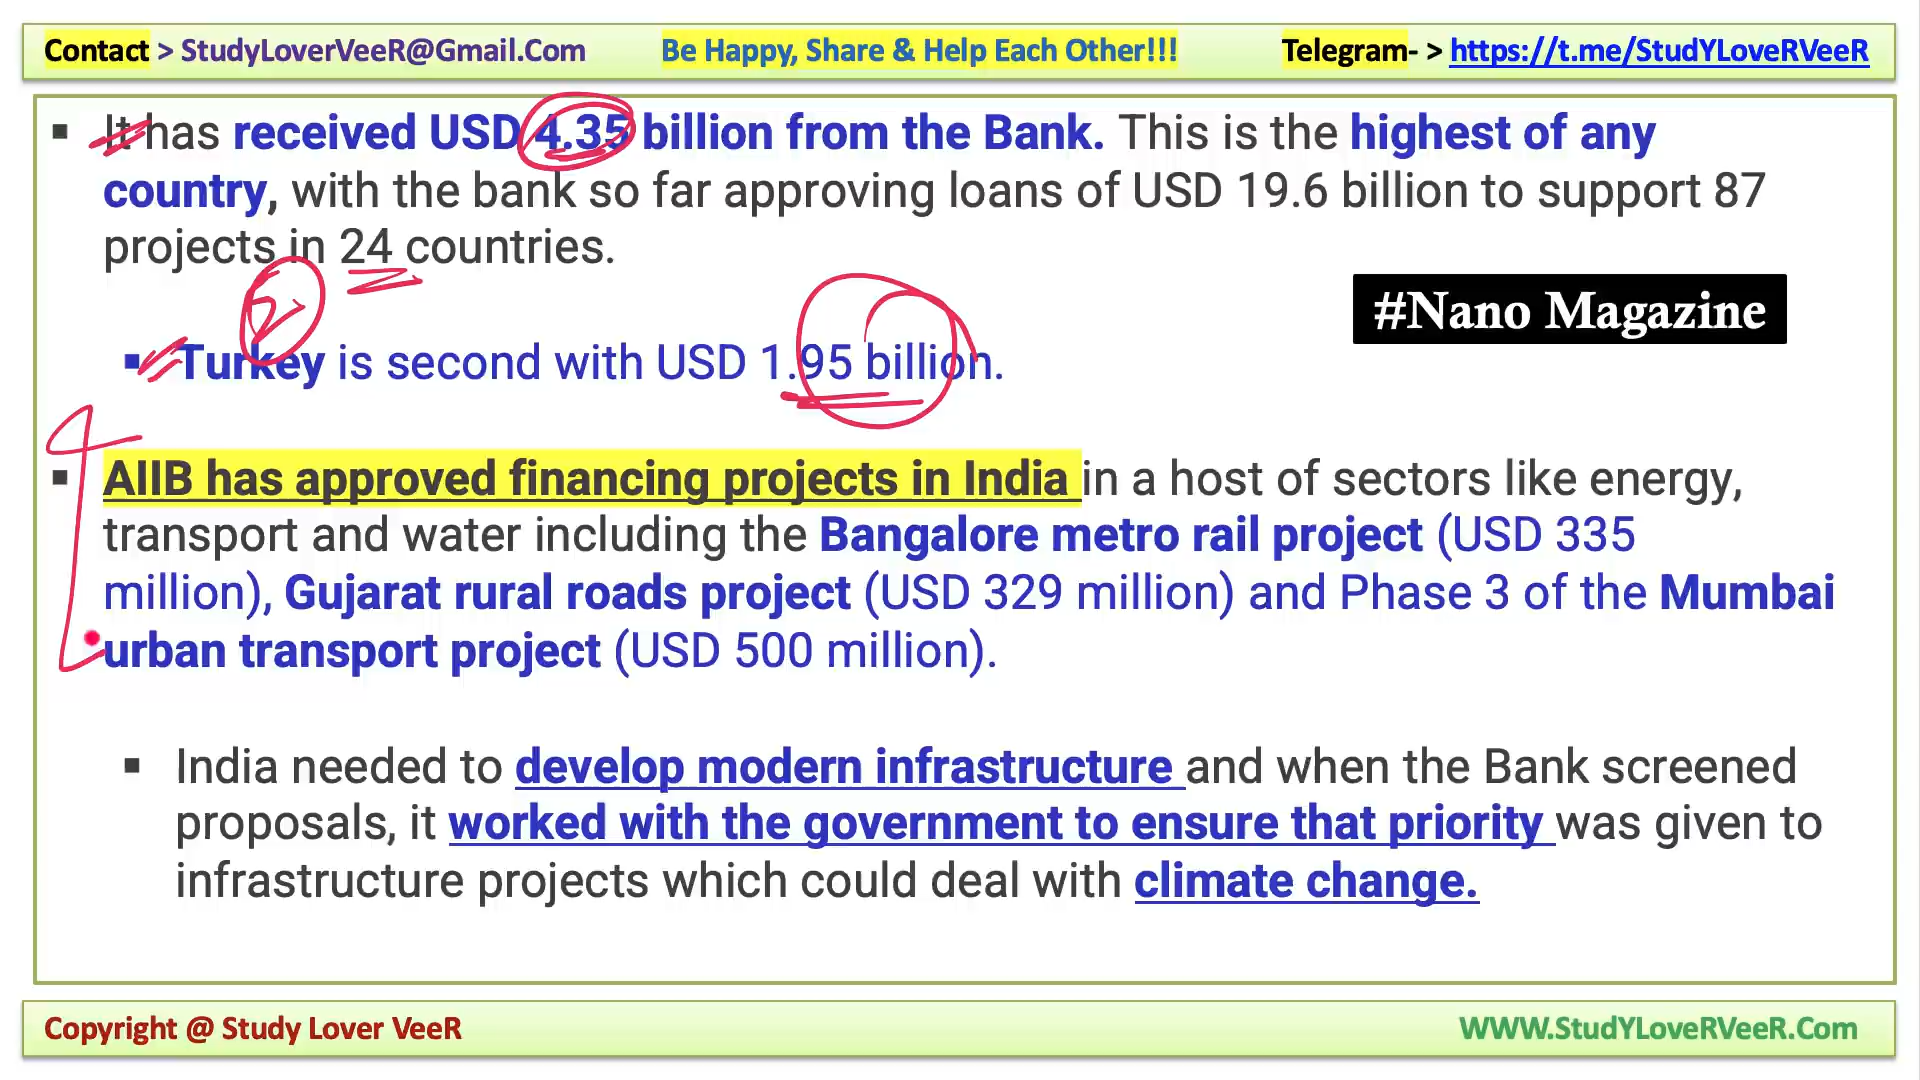 Contact > StudyLoverVeeR@Gmail.Com Be Happy, Share & Help Each Other!!! Telegram- > https://t.me/StudYLoveRVeeR
▪ It has received USD 4.35 billion from the Bank. This is the highest of any
country, with the bank so far approving loans of USD 19.6 billion to support 87
projects in 24 countries.
2
#Nano Magazine
▪ Turkey is second with USD 1.95 billion.
▪ AIIB has approved financing projects in India in a host of sectors like energy,
transport and water including the Bangalore metro rail project (USD 335
million), Gujarat rural roads project (USD 329 million) and Phase 3 of the Mumbai
urban transport project (USD 500 million).
▪ India needed to develop modern infrastructure and when the Bank screened
proposals, it worked with the government to ensure that priority was given to
infrastructure projects which could deal with climate change.
Copyright @ Study Lover VeeR WWW.StudYLoveRVeeR.Com